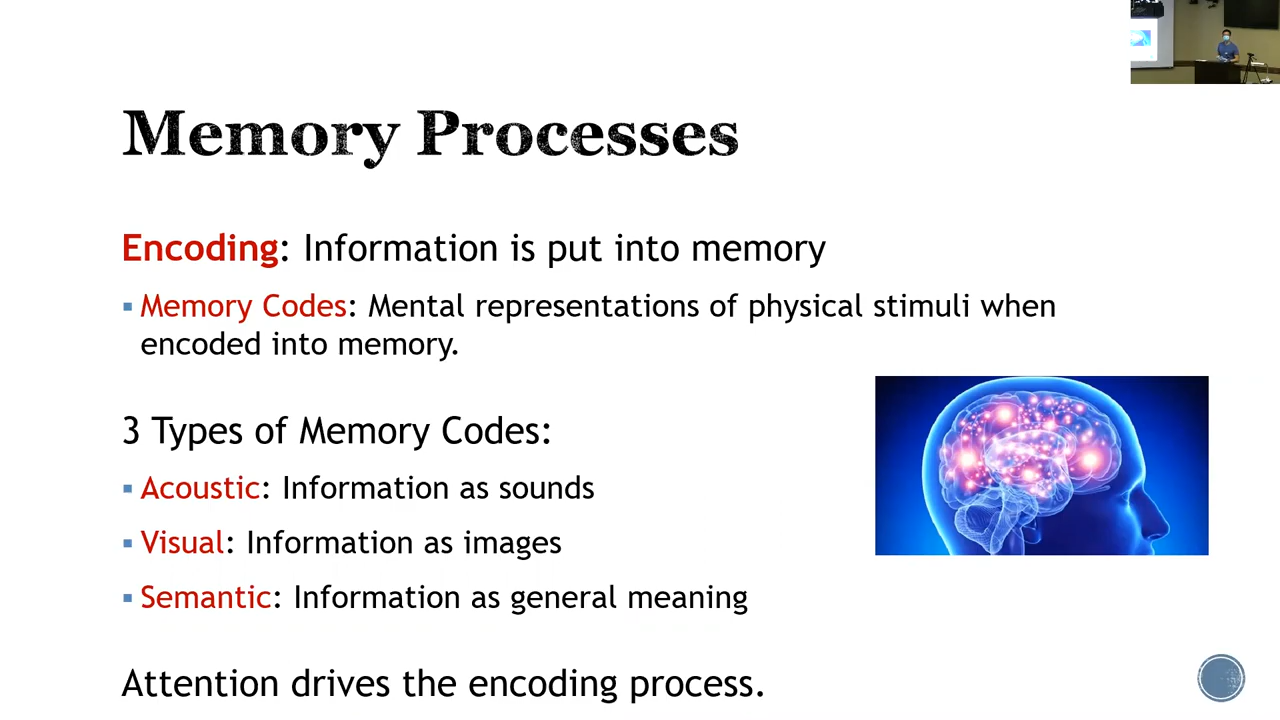 Memory Processes
Encoding: Information is put into memory
▪ Memory Codes: Mental representations of physical stimuli when
encoded into memory.
3 Types of Memory Codes:
▪ Acoustic: Information as sounds
▪ Visual: Information as images
▪ Semantic: Information as general meaning
Attention drives the encoding process.